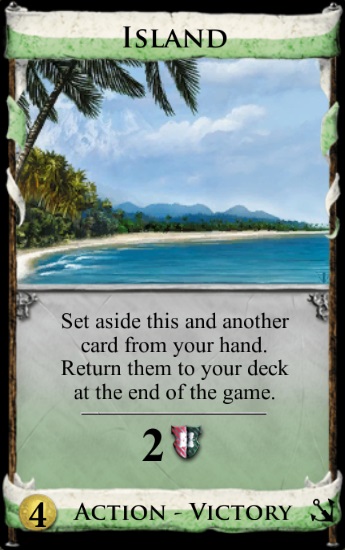 Island
Set aside this and another
card from your hand.
Return them to your deck
at the end of the game.
2
4 Action - Victory